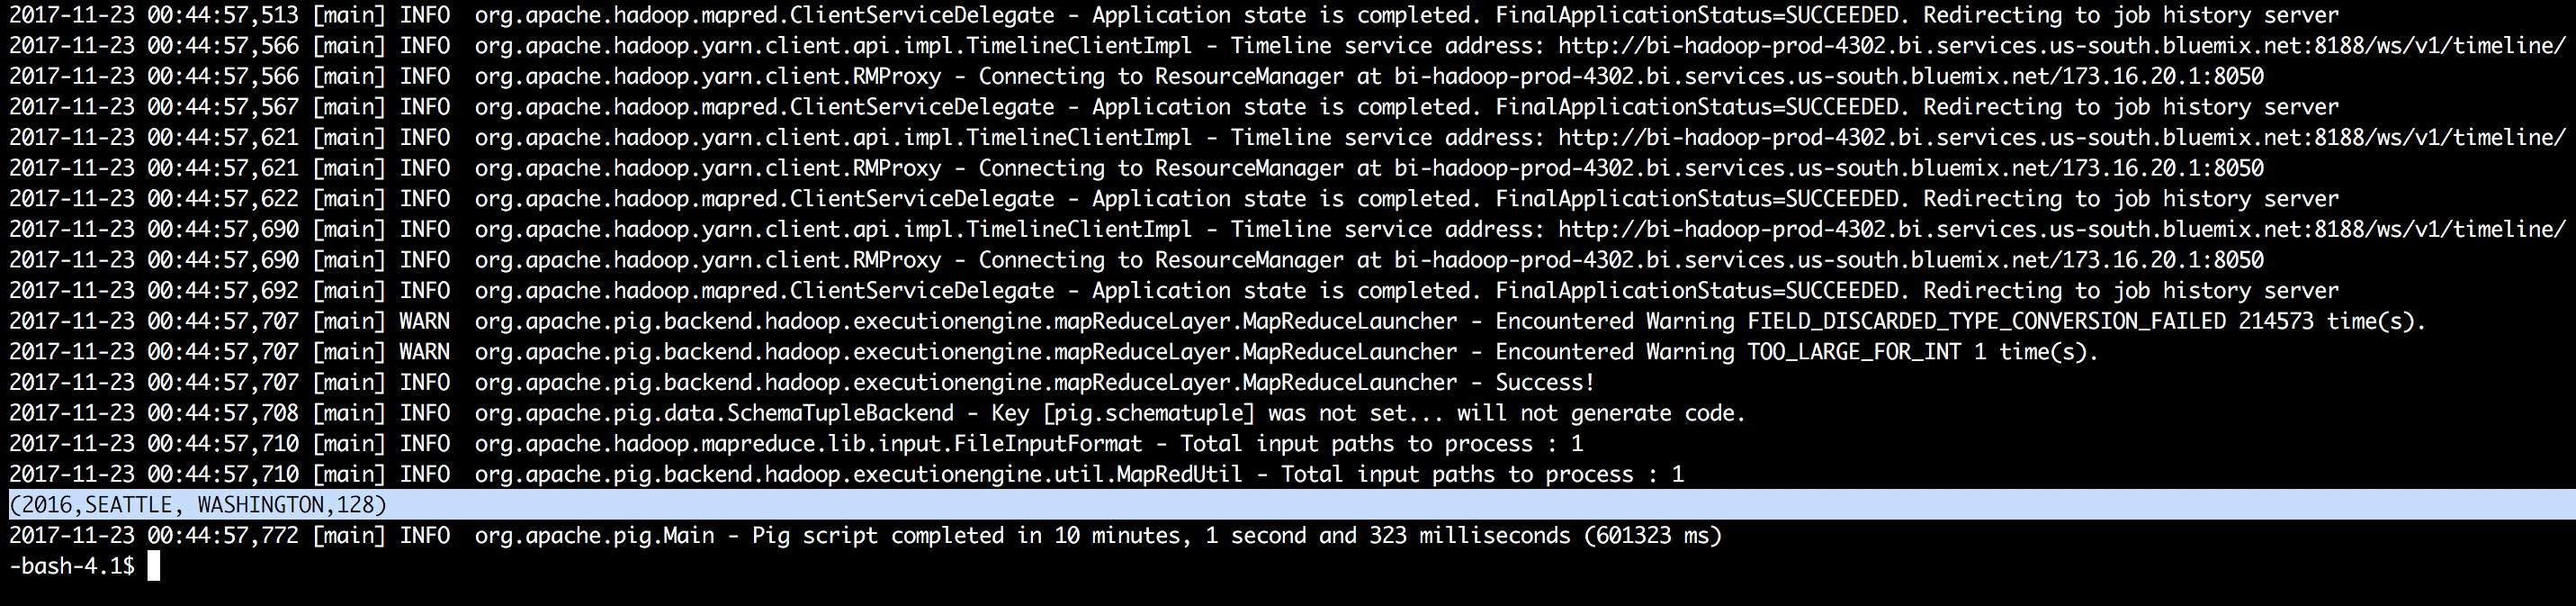 2017-11-23 00:44:57,513 [main] INFO  org.apache.hadoop.mapred.ClientServiceDelegate - Application state is completed. FinalApplicationStatus=SUCCEEDED. Redirecting to job history server
2017-11-23 00:44:57,566 [main] INFO  org.apache.hadoop.yarn.client.api.impl.TimelineClientImpl - Timeline service address: http://bi-hadoop-prod-4302.bi.services.us-south.bluemix.net:8188/ws/v1/timeline/
2017-11-23 00:44:57,566 [main] INFO  org.apache.hadoop.yarn.client.RMProxy - Connecting to ResourceManager at bi-hadoop-prod-4302.bi.services.us-south.bluemix.net/173.16.20.1:8050
2017-11-23 00:44:57,567 [main] INFO  org.apache.hadoop.mapred.ClientServiceDelegate - Application state is completed. FinalApplicationStatus=SUCCEEDED. Redirecting to job history server
2017-11-23 00:44:57,621 [main] INFO  org.apache.hadoop.yarn.client.api.impl.TimelineClientImpl - Timeline service address: http://bi-hadoop-prod-4302.bi.services.us-south.bluemix.net:8188/ws/v1/timeline/
2017-11-23 00:44:57,621 [main] INFO  org.apache.hadoop.yarn.client.RMProxy - Connecting to ResourceManager at bi-hadoop-prod-4302.bi.services.us-south.bluemix.net/173.16.20.1:8050
2017-11-23 00:44:57,622 [main] INFO  org.apache.hadoop.mapred.ClientServiceDelegate - Application state is completed. FinalApplicationStatus=SUCCEEDED. Redirecting to job history server
2017-11-23 00:44:57,690 [main] INFO  org.apache.hadoop.yarn.client.api.impl.TimelineClientImpl - Timeline service address: http://bi-hadoop-prod-4302.bi.services.us-south.bluemix.net:8188/ws/v1/timeline/
2017-11-23 00:44:57,690 [main] INFO  org.apache.hadoop.yarn.client.RMProxy - Connecting to ResourceManager at bi-hadoop-prod-4302.bi.services.us-south.bluemix.net/173.16.20.1:8050
2017-11-23 00:44:57,692 [main] INFO  org.apache.hadoop.mapred.ClientServiceDelegate - Application state is completed. FinalApplicationStatus=SUCCEEDED. Redirecting to job history server
2017-11-23 00:44:57,707 [main] WARN  org.apache.pig.backend.hadoop.executionengine.mapReduceLayer.MapReduceLauncher - Encountered Warning FIELD_DISCARDED_TYPE_CONVERSION_FAILED 214573 time(s).
2017-11-23 00:44:57,707 [main] WARN  org.apache.pig.backend.hadoop.executionengine.mapReduceLayer.MapReduceLauncher - Encountered Warning TOO_LARGE_FOR_INT 1 time(s).
2017-11-23 00:44:57,707 [main] INFO  org.apache.pig.backend.hadoop.executionengine.mapReduceLayer.MapReduceLauncher - Success!
2017-11-23 00:44:57,708 [main] INFO  org.apache.pig.data.SchemaTupleBackend - Key [pig.schematuple] was not set... will not generate code.
2017-11-23 00:44:57,710 [main] INFO  org.apache.hadoop.mapreduce.lib.input.FileInputFormat - Total input paths to process : 1
2017-11-23 00:44:57,710 [main] INFO  org.apache.pig.backend.hadoop.executionengine.util.MapRedUtil - Total input paths to process : 1
(2016,SEATTLE, WASHINGTON,128)
2017-11-23 00:44:57,772 [main] INFO  org.apache.pig.Main - Pig script completed in 10 minutes, 1 second and 323 milliseconds (601323 ms)
-bash-4.1$